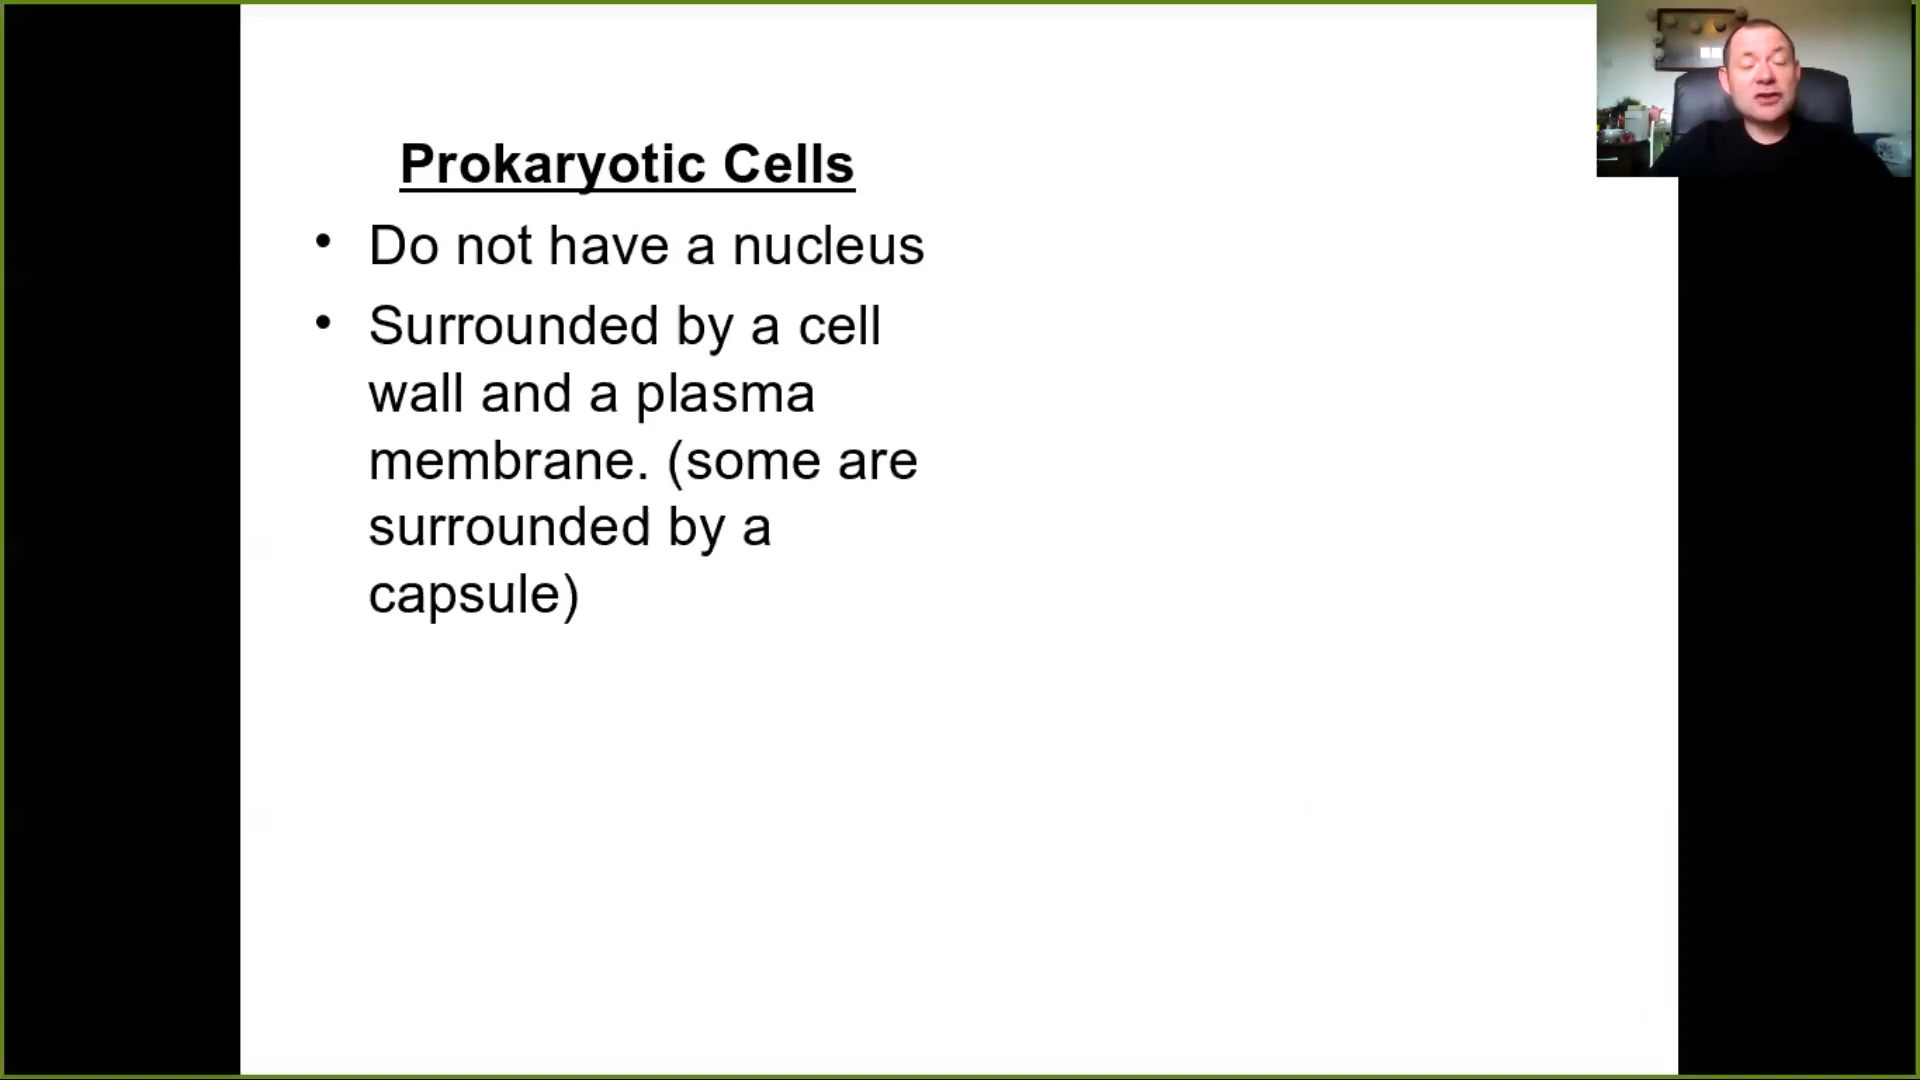 Prokaryotic Cells
• Do not have a nucleus
• Surrounded by a cell
wall and a plasma
membrane. (some are
surrounded by a
capsule)